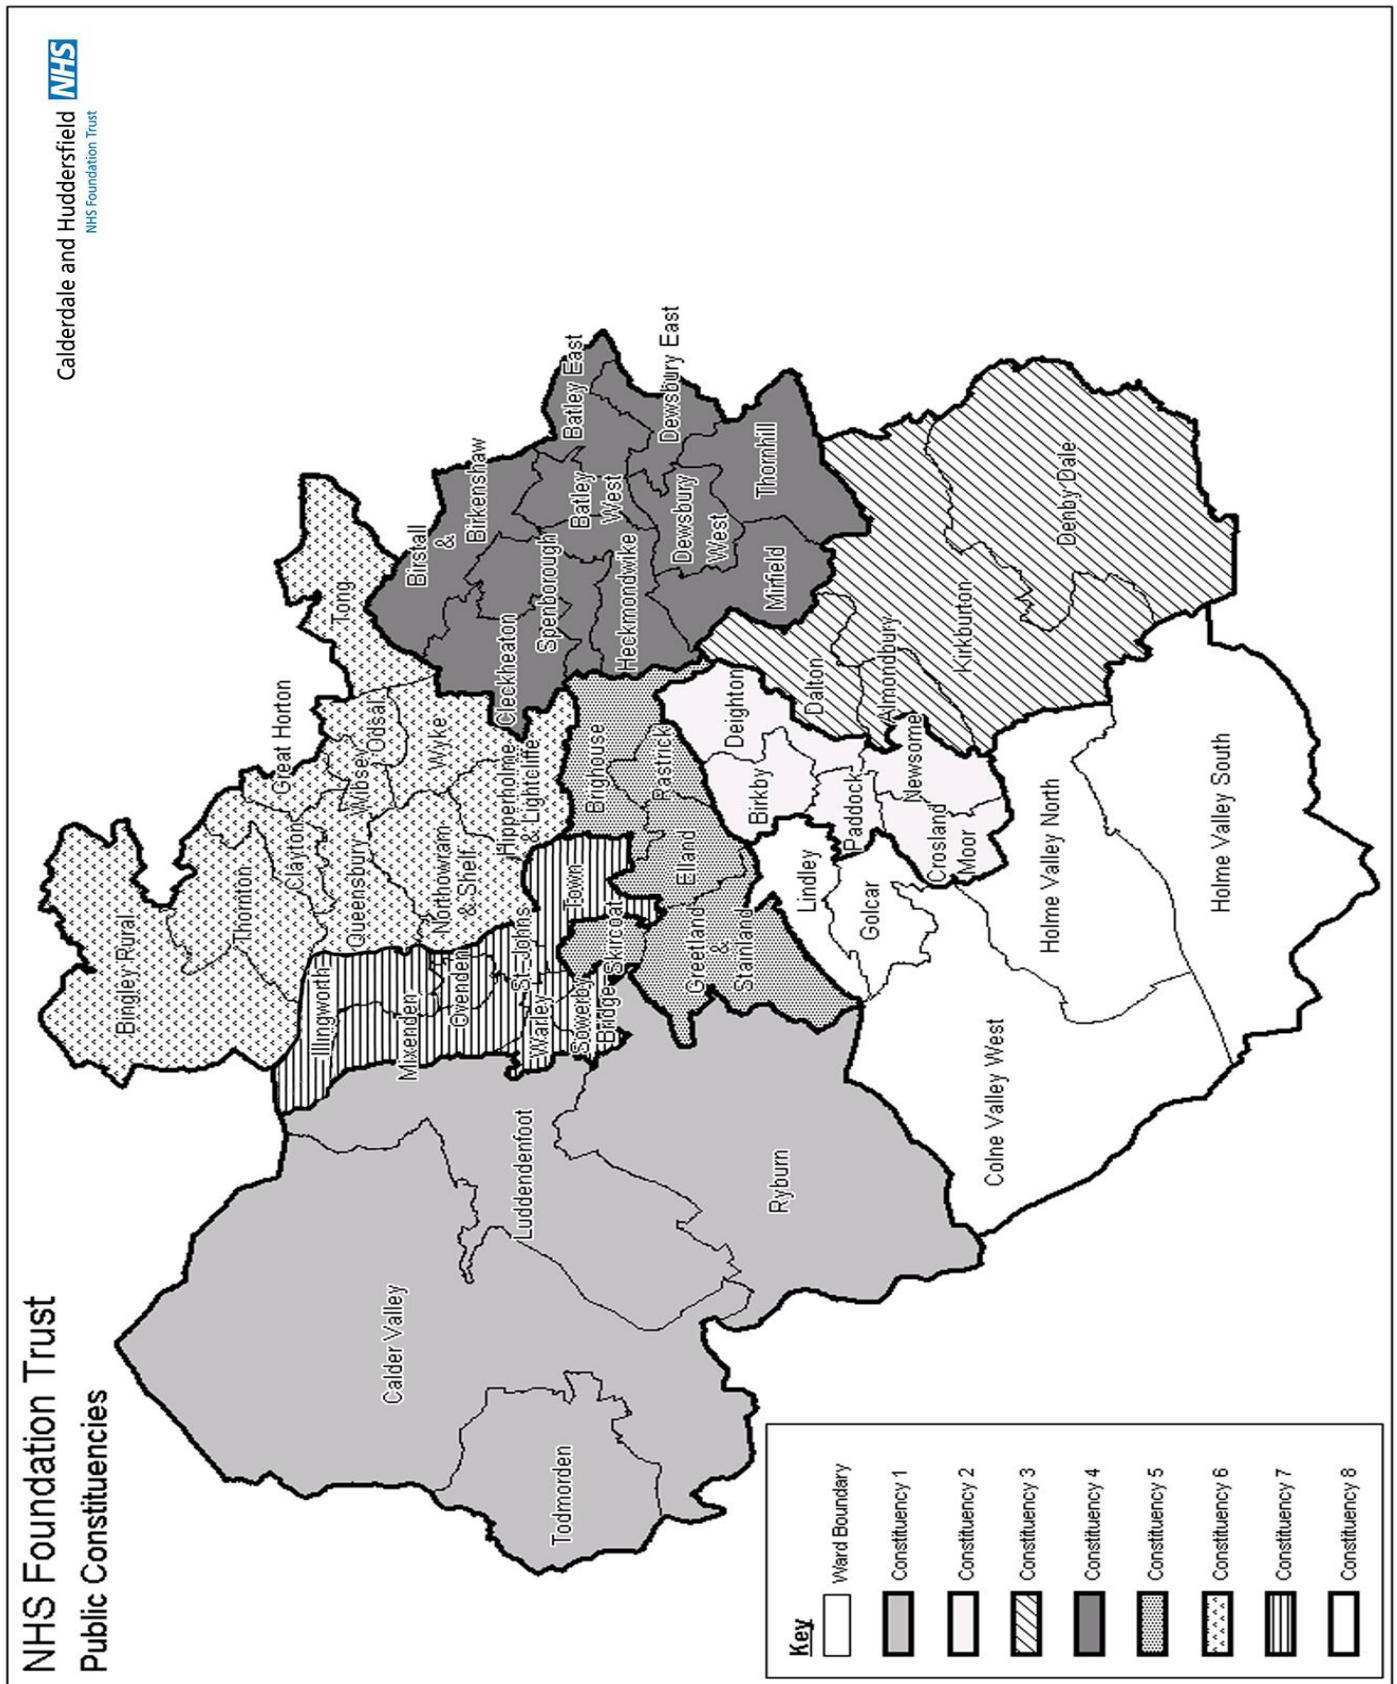 NHS Foundation Trust
Public Constituencies
Calderdale and Huddersfield NHS
NHS Foundation Trust
Bingley Rural
Thornton
Great Horton
Clayton
Queensbury
Wibsey
Odsal
Tong
Wyke
Northowram
& Shelf
Hipperholme
& Lightcliffe
Illingworth
Mixenden
Ovenden
St. Johns
Warley
Town
Sowerby
Bridge
Skircoat
Calder Valley
Luddendenfoot
Todmorden
Ryburn
Birstall
&
Birkenshaw
Cleckheaton
Spenborough
Heckmondwike
Batley East
Batley
West
Dewsbury East
Dewsbury
West
Thornhill
Mirfield
Brighouse
Rastrick
Elland
Greetland
&
Stainland
Deighton
Birkby
Paddock
Newsome
Crosland
Moor
Lindley
Golcar
Dalton
Almondbury
Kirkburton
Denby Dale
Colne Valley West
Holme Valley North
Holme Valley South
Key
Ward Boundary
Constituency 1
Constituency 2
Constituency 3
Constituency 4
Constituency 5
Constituency 6
Constituency 7
Constituency 8